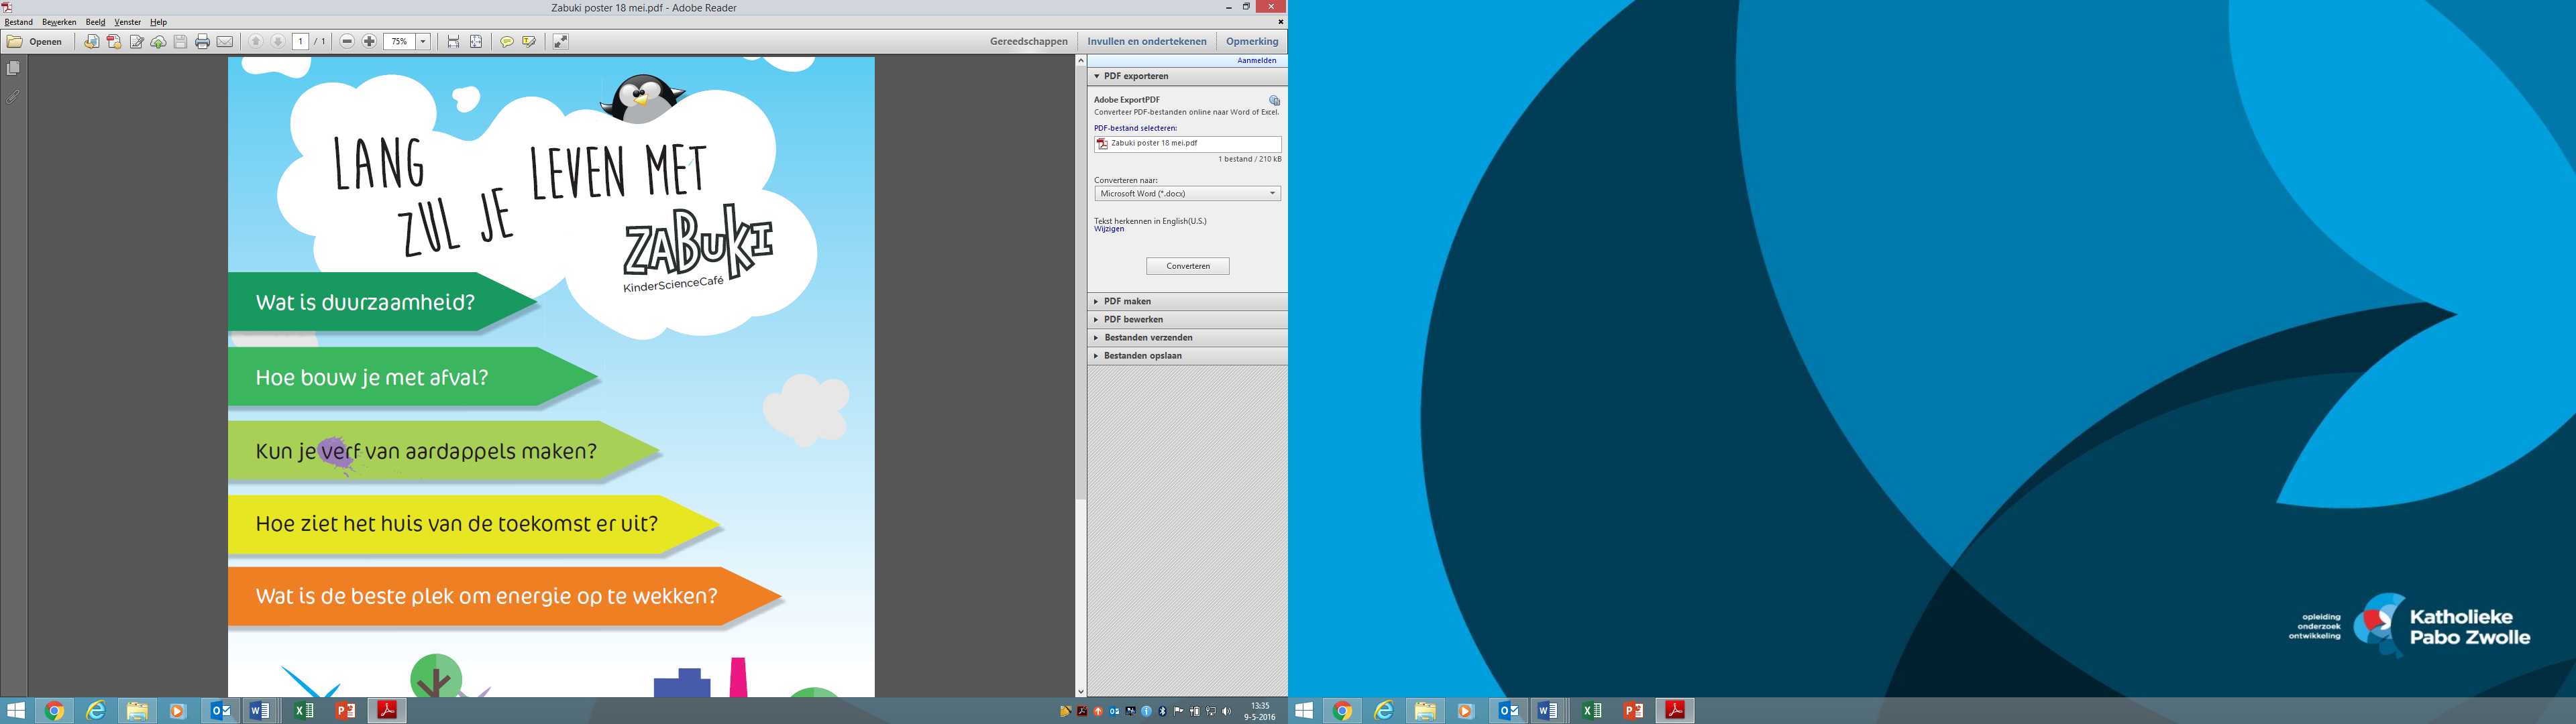 Zabuki poster 18 mei.pdf - Adobe Reader
Bestand Bewerken Beeld Venster Help
Openen 1 / 1 75% Gereedschappen Invullen en ondertekenen Opmerking
Aanmelden
PDF exporteren
Adobe ExportPDF
Converteer PDF-bestanden online naar Word of Excel.
PDF-bestand selecteren:
Zabuki poster 18 mei.pdf
1 bestand / 210 kB
Converteren naar:
Microsoft Word (*.docx)
Tekst herkennen in English(U.S.)
Wijzigen
Converteren
PDF maken
PDF bewerken
Bestanden verzenden
Bestanden opslaan
LANG
ZUL JE
LEVEN MET
ZABUKI
KinderScienceCafé
Wat is duurzaamheid?
Hoe bouw je met afval?
Kun je verf van aardappels maken?
Hoe ziet het huis van de toekomst er uit?
Wat is de beste plek om energie op te wekken?
13:35
9-5-2016
opleiding
onderzoek
ontwikkeling
Katholieke
Pabo Zwolle